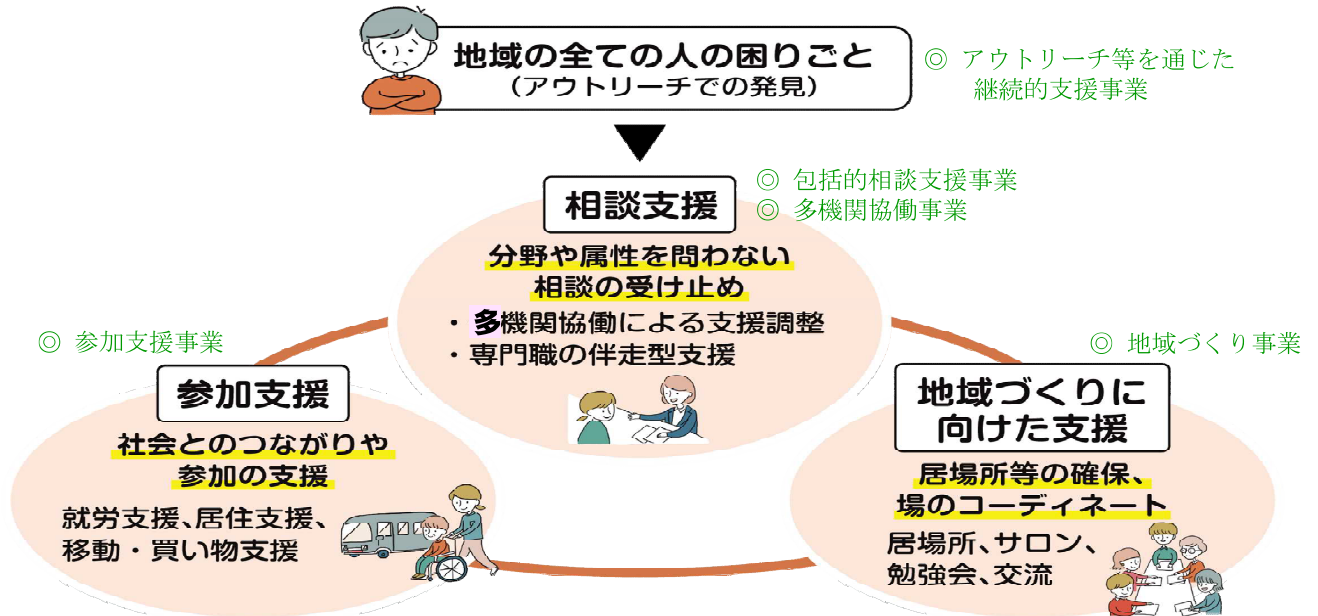 地域の全ての人の困りごと
(アウトリーチでの発見)
◎ アウトリーチ等を通じた
継続的支援事業
相談支援
◎ 包括的相談支援事業
◎ 多機関協働事業
分野や属性を問わない
相談の受け止め
・多機関協働による支援調整
・専門職の伴走型支援
◎ 参加支援事業
参加支援
社会とのつながりや
参加の支援
就労支援、居住支援、
移動・買い物支援
◎ 地域づくり事業
地域づくりに
向けた支援
居場所等の確保、
場のコーディネート
居場所、サロン、
勉強会、交流